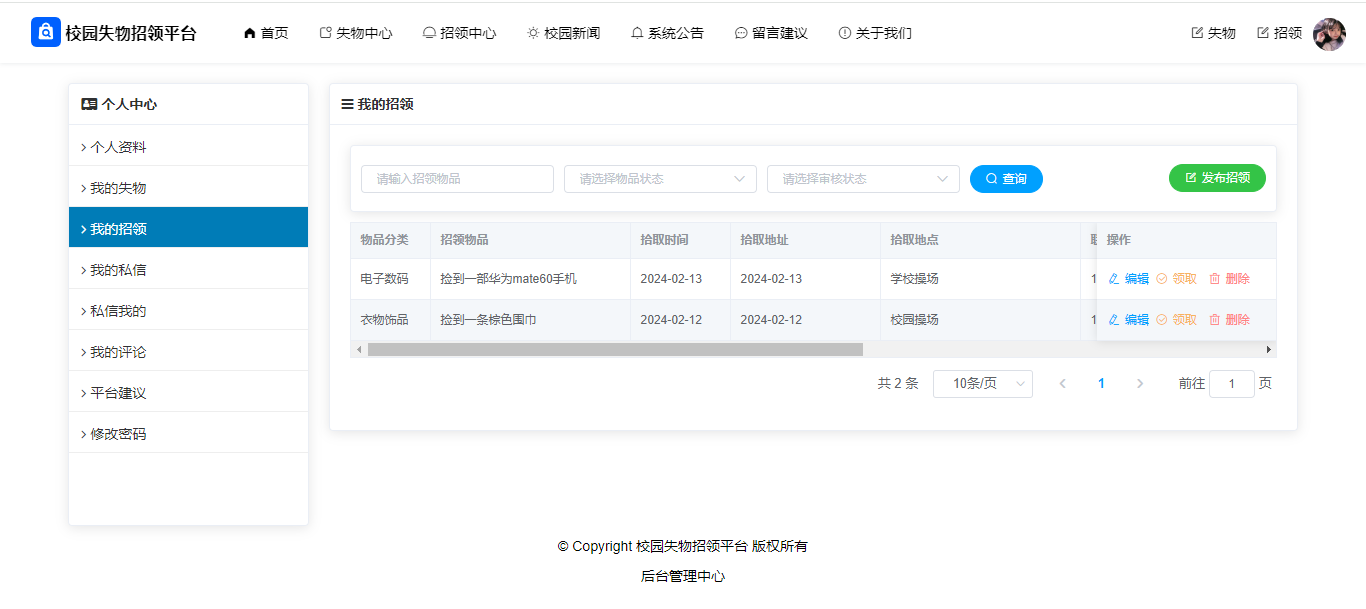 校园失物招领平台 首页 失物中心 招领中心 校园新闻 系统公告 留言建议 关于我们 失物 招领
个人中心
个人资料
我的失物
我的招领
我的私信
私信我的
我的评论
平台建议
修改密码
我的招领
请输入招领物品 请选择物品状态 请选择审核状态 查询 发布招领
物品分类 招领物品 拾取时间 拾取地址 拾取地点 操作
电子数码 捡到一部华为mate60手机 2024-02-13 2024-02-13 学校操场 1 编辑 领取 删除
衣物饰品 捡到一条棕色围巾 2024-02-12 2024-02-12 校园操场 1 编辑 领取 删除
共 2 条 10条/页 1 前往 1 页
© Copyright 校园失物招领平台 版权所有
后台管理中心